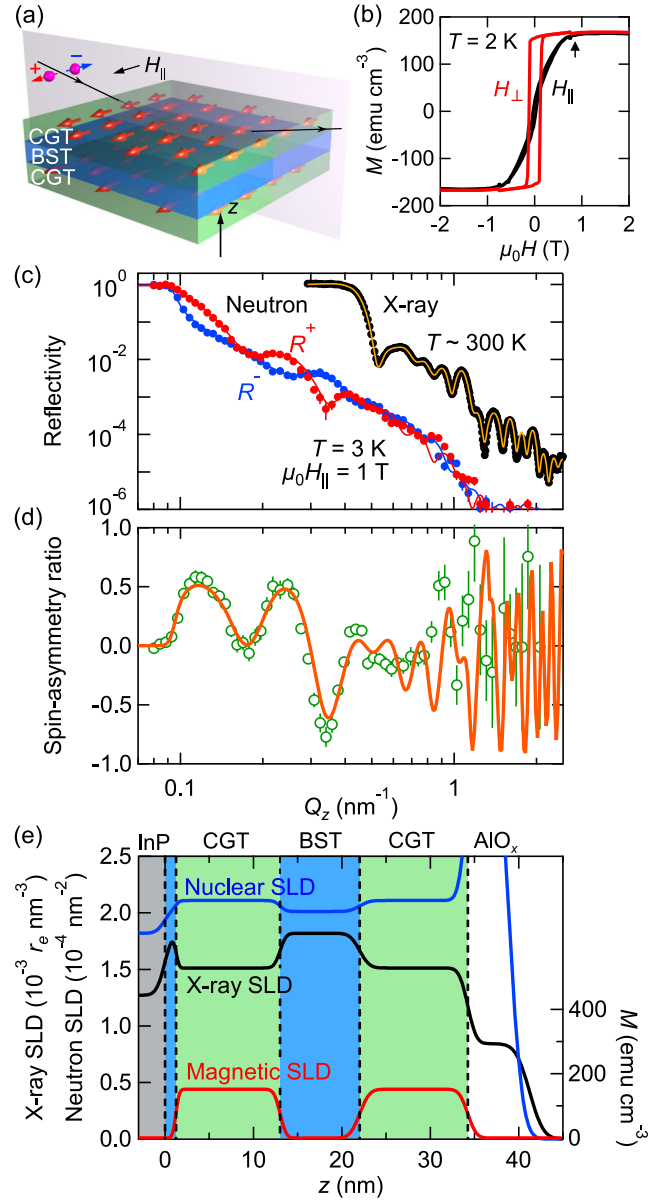 (a)
+
−
H∥
CGT
BST
CGT
z
(b)
200
100
0
-100
-200
M (emu cm⁻³)
T = 2 K
H⊥
H∥
-2
-1
0
1
2
μ₀H (T)
(c)
10⁰
10⁻²
10⁻⁴
10⁻⁶
Reflectivity
Neutron
X-ray
R⁺
R⁻
T ~ 300 K
T = 3 K
μ₀H∥ = 1 T
(d)
1.0
0.5
0.0
-0.5
-1.0
Spin-asymmetry ratio
0.1
1
Q_z (nm⁻¹)
(e)
InP
CGT
BST
CGT
AlOₓ
2.5
2.0
1.5
1.0
0.5
0.0
X-ray SLD (10⁻³ rₑ nm⁻³)
Neutron SLD (10⁻⁴ nm⁻²)
Nuclear SLD
X-ray SLD
Magnetic SLD
400
200
0
M (emu cm⁻³)
0
10
20
30
40
z (nm)